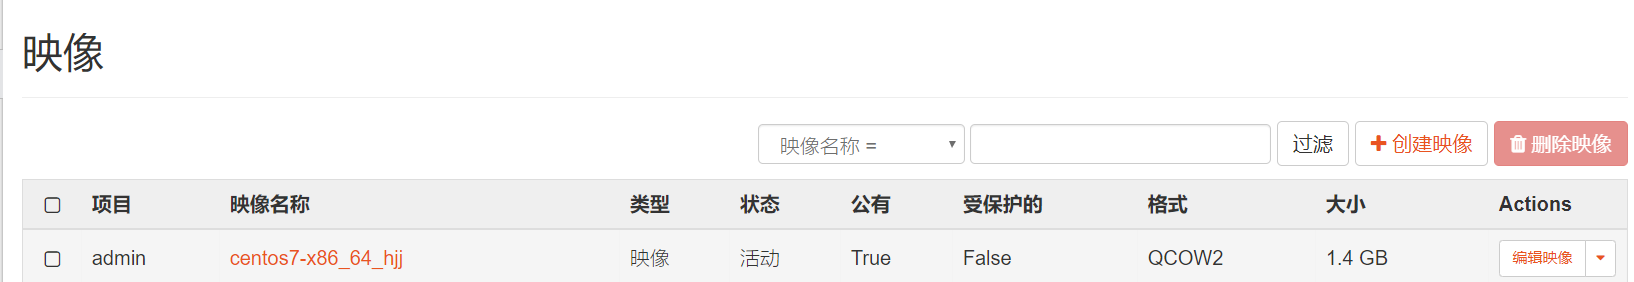 映像
映像名称 = 过滤 创建映像 删除映像
项目 映像名称 类型 状态 公有 受保护的 格式 大小 Actions
admin centos7-x86_64_hjj 映像 活动 True False QCOW2 1.4 GB 编辑映像